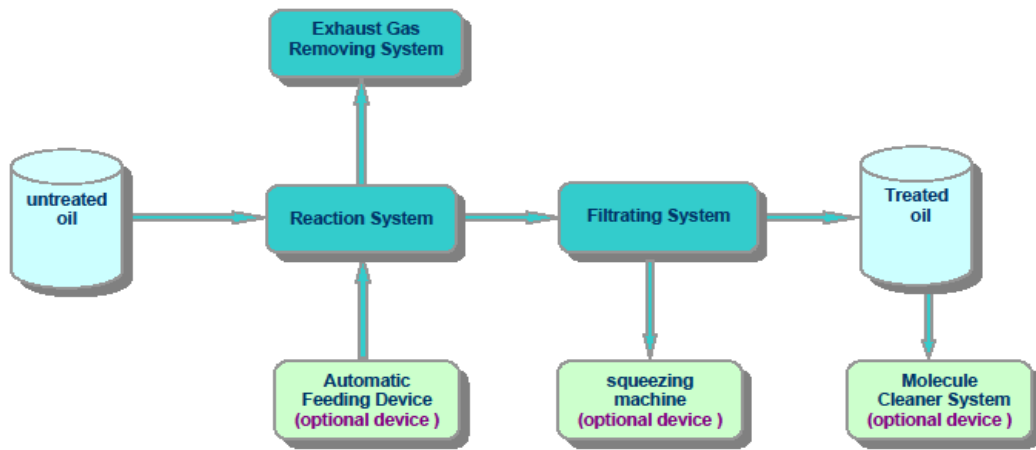 Exhaust Gas
Removing System
untreated
oil
Reaction System
Filtrating System
Treated
oil
Automatic
Feeding Device
(optional device )
squeezing
machine
(optional device )
Molecule
Cleaner System
(optional device )